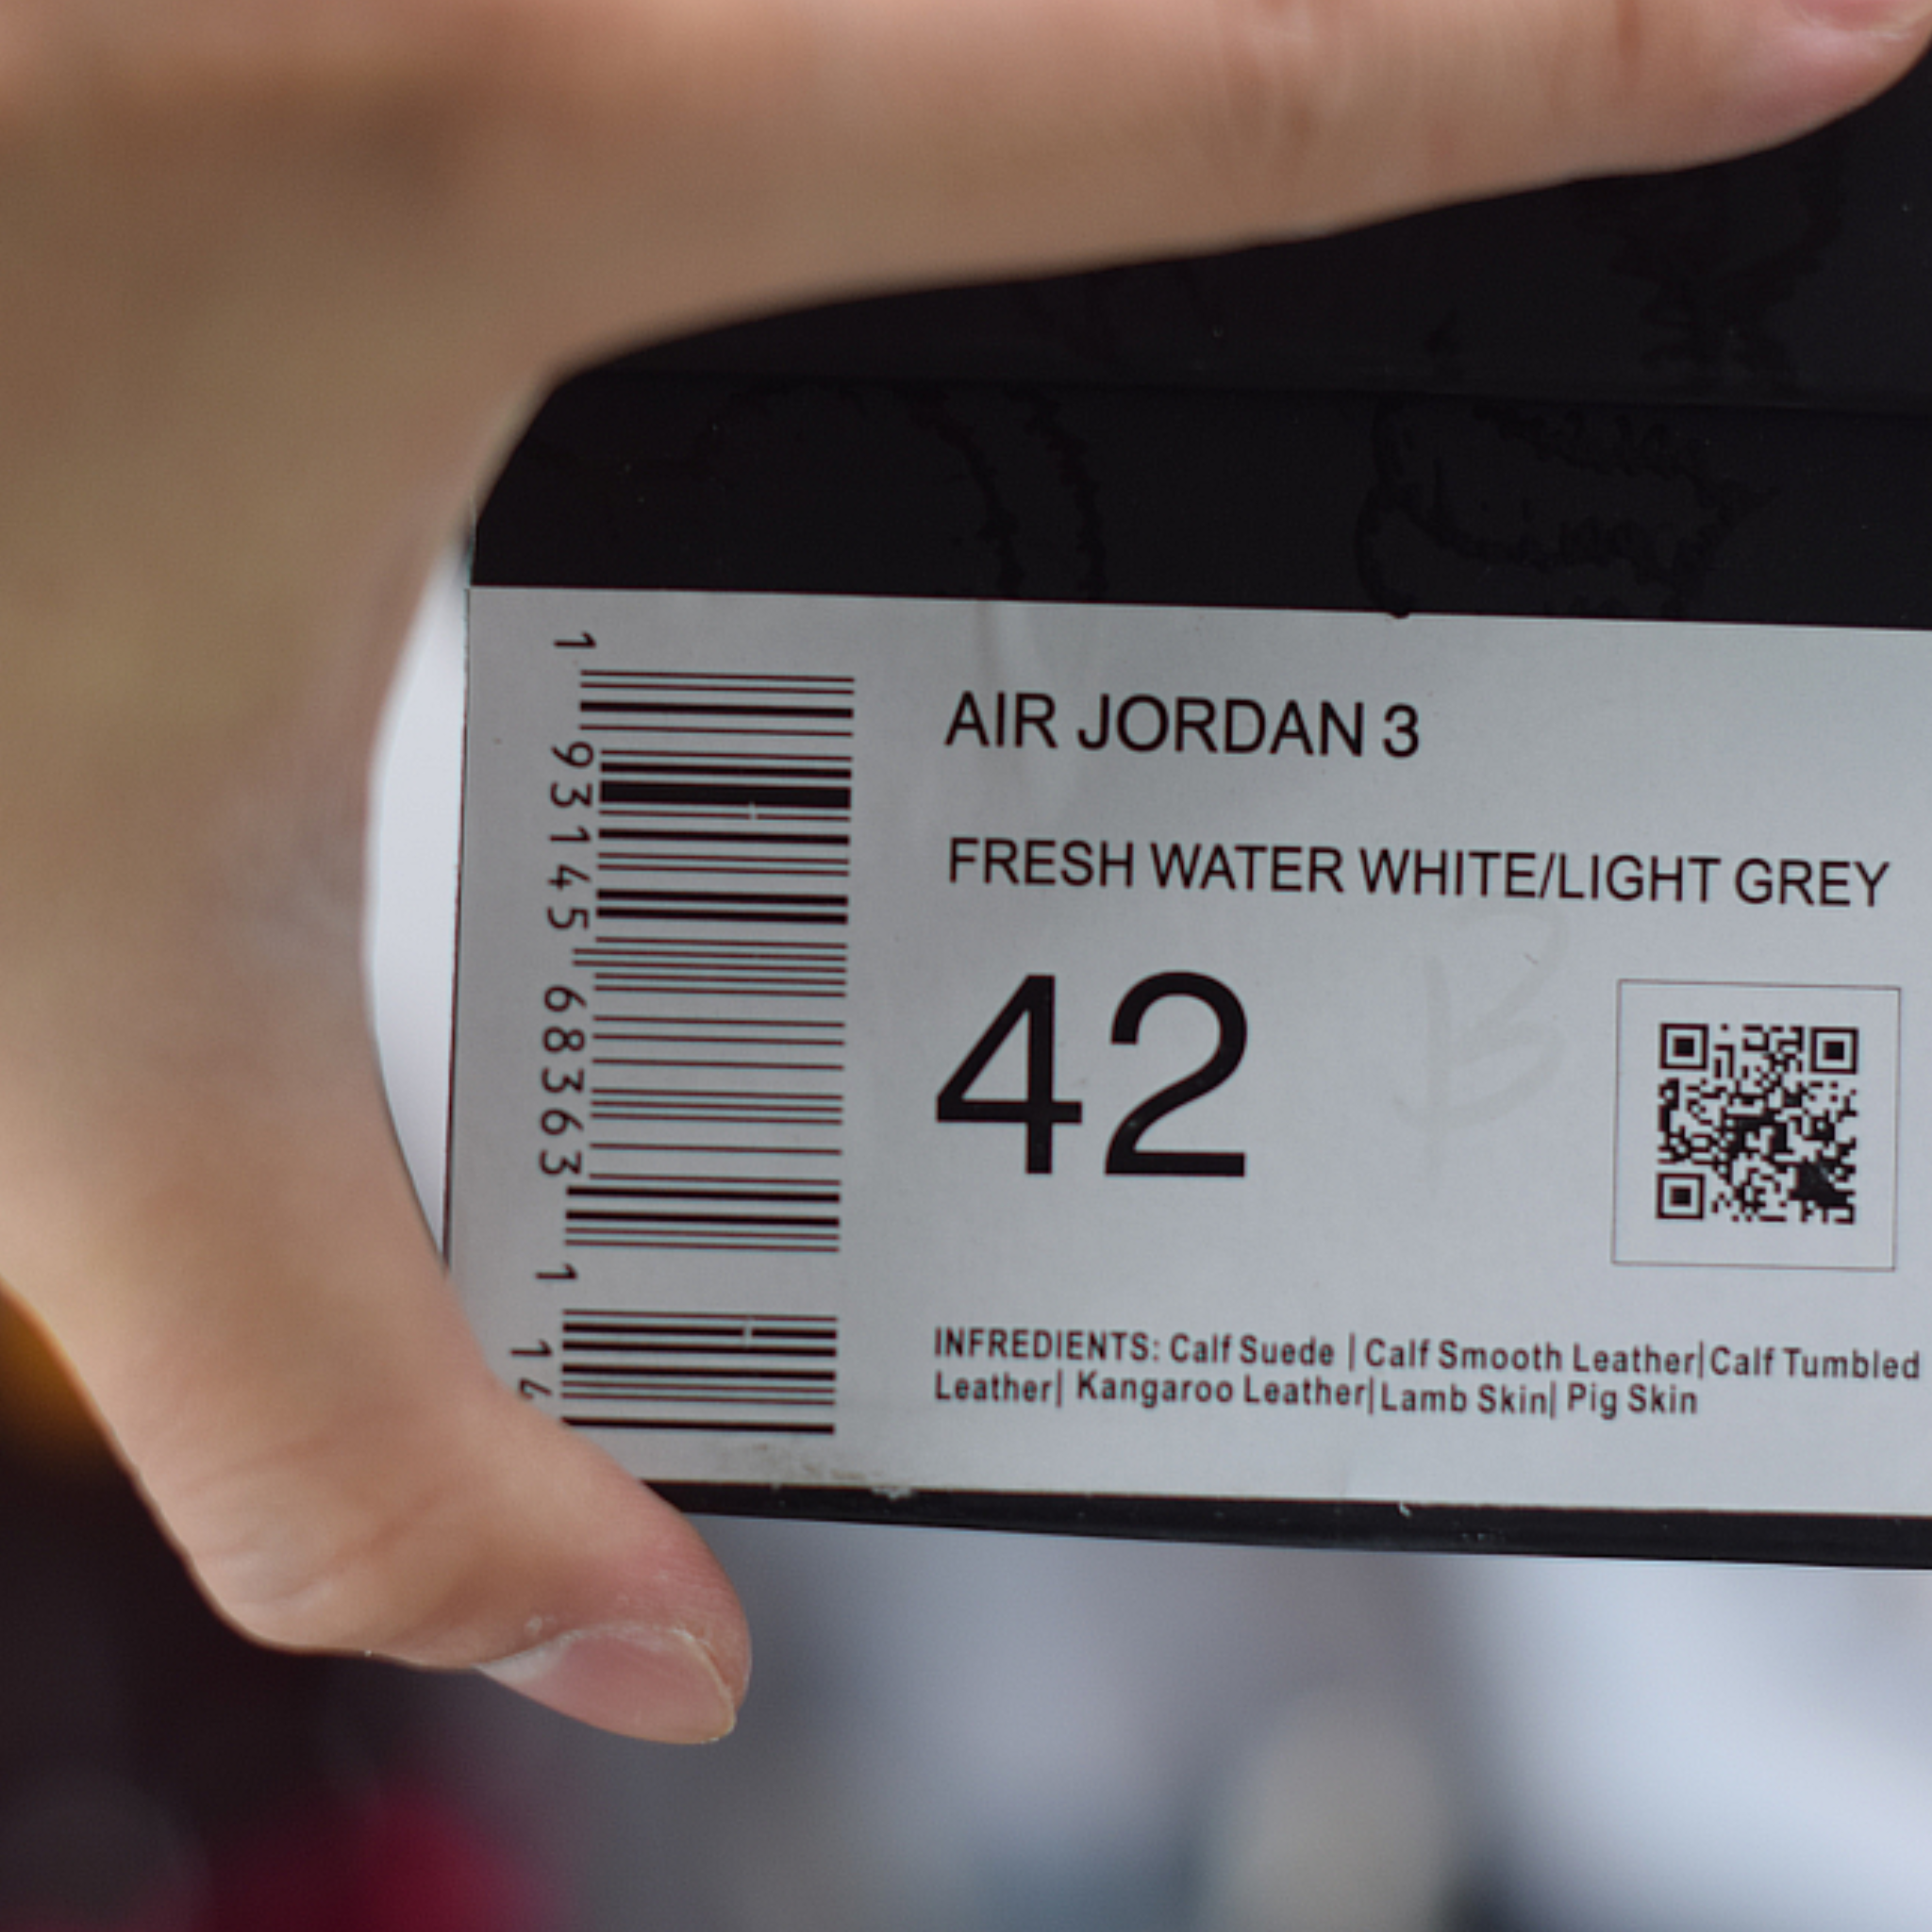 1 93145 68363 1
AIR JORDAN 3
FRESH WATER WHITE/LIGHT GREY
42
INFREDIENTS: Calf Suede | Calf Smooth Leather|Calf Tumbled
Leather| Kangaroo Leather|Lamb Skin| Pig Skin